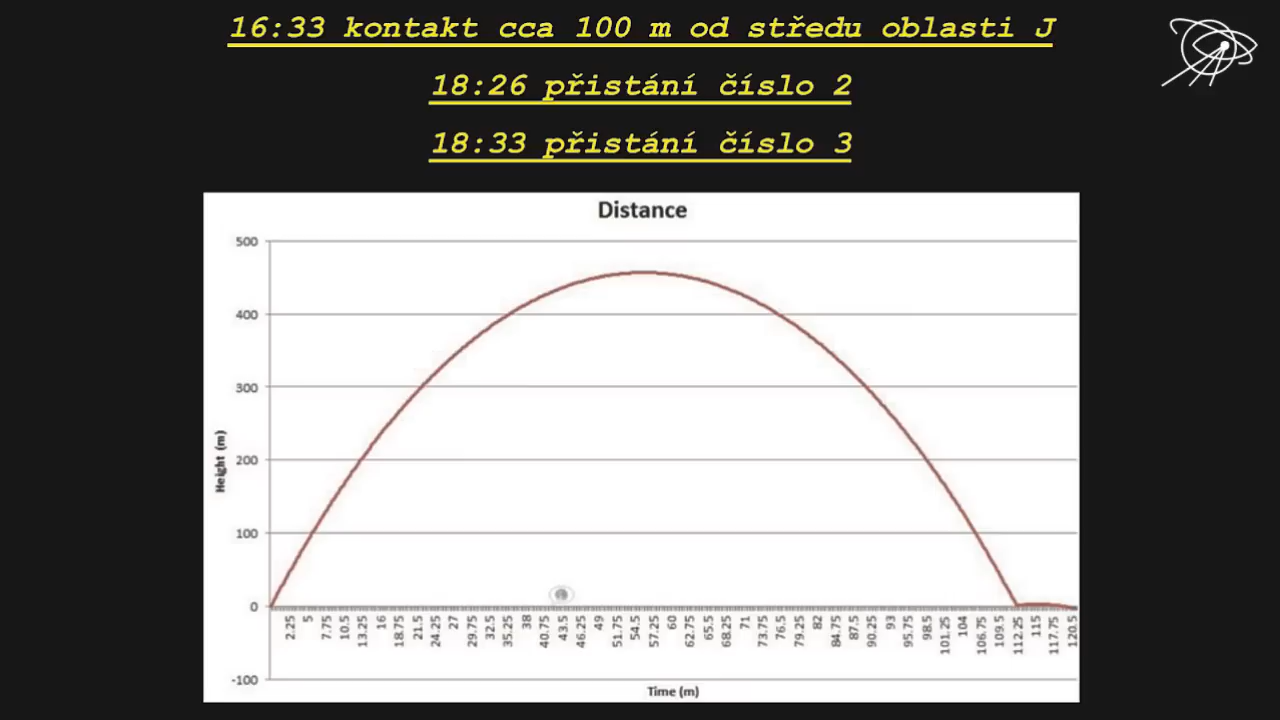 16:33 kontakt cca 100 m od středu oblasti J
18:26 přistání číslo 2
18:33 přistání číslo 3
Distance
500
400
300
200
100
0
-100
Height (m)
2.25 5 7.75 10.5 13.25 16 18.75 21.5 24.25 27 29.75 32.5 35.25 38 40.75 43.5 46.25 49 51.75 54.5 57.25 60 62.75 65.5 68.25 71 73.75 76.5 79.25 82 84.75 87.5 90.25 93 95.75 98.5 101.25 104 106.75 109.5 112.25 115 117.75 120.5
Time (m)